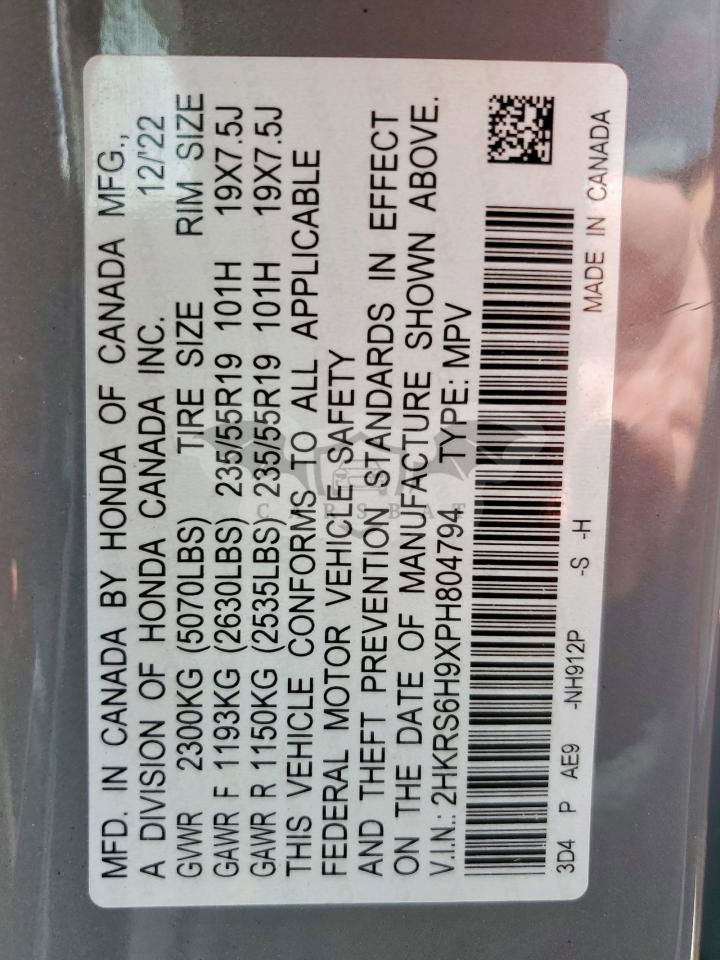 MFD. IN CANADA BY HONDA OF CANADA MFG.,
A DIVISION OF HONDA CANADA INC. 12/'22
GVWR 2300KG (5070LBS) TIRE SIZE RIM SIZE
GAWR F 1193KG (2630LBS) 235/55R19 101H 19X7.5J
GAWR R 1150KG (2535LBS) 235/55R19 101H 19X7.5J
THIS VEHICLE CONFORMS TO ALL APPLICABLE
FEDERAL MOTOR VEHICLE SAFETY
AND THEFT PREVENTION STANDARDS IN EFFECT
ON THE DATE OF MANUFACTURE SHOWN ABOVE.
V.I.N.: 2HKRS6H9XPH804794 TYPE: MPV
3D4 P AE9 -NH912P -S -H
MADE IN CANADA
CARSBAT